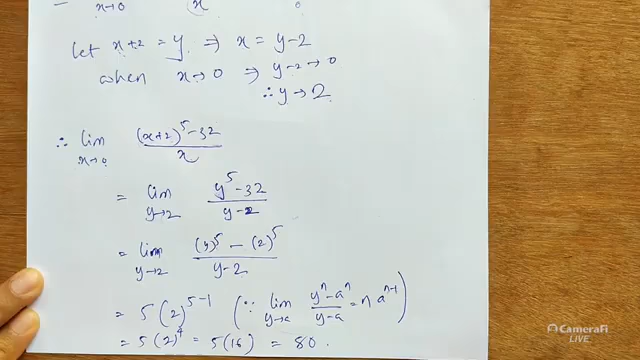 = x→0 x 0
Let x+2 = y ⇒ x = y-2
when x→0 ⇒ y-2→0
∴ y→2
∴ lim x→0 ((x+2)^5 - 32)/x
= lim y→2 (y^5 - 32)/(y-2)
= lim y→2 ((y)^5 - (2)^5)/(y-2)
= 5(2)^(5-1) (∵ lim y→a (y^n - a^n)/(y-a) = n a^(n-1))
= 5(2)^4 = 5(16) = 80.
CameraFi
LIVE